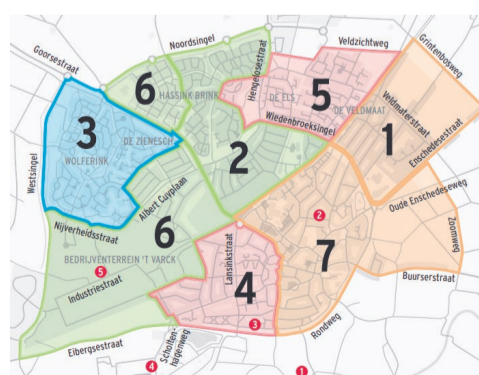 Goorsestraat
Noordsingel
Hengelosestraat
Veldzichtweg
Grintenbosweg
6
HASSINK BRINK
DE ELS
5
DE VELDMAAT
Veldmaterstraat
Enschedesestraat
1
3
WOLFERINK
DE ZIENESCH
Wiedenbroeksingel
2
Westsingel
Albert Cuyplaan
Oude Enschedeseweg
Nijverheidsstraat
6
2
7
Zoomweg
BEDRIJVENTERREIN 'T VARCK
5
Industriestraat
Lansinkstraat
4
Buurserstraat
3
Rondweg
Eibergsestraat
Scholten-
hagenweg
4
1